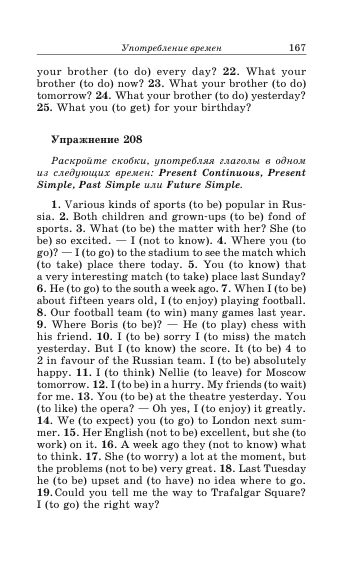 Употребление времен 167
your brother (to do) every day? 22. What your
brother (to do) now? 23. What your brother (to do)
tomorrow? 24. What your brother (to do) yesterday?
25. What you (to get) for your birthday?
Упражнение 208
Раскройте скобки, употребляя глаголы в одном
из следующих времен: Present Continuous, Present
Simple, Past Simple или Future Simple.
1. Various kinds of sports (to be) popular in Rus-
sia. 2. Both children and grown-ups (to be) fond of
sports. 3. What (to be) the matter with her? She (to
be) so excited. — I (not to know). 4. Where you (to
go)? — I (to go) to the stadium to see the match which
(to take) place there today. 5. You (to know) that
a very interesting match (to take) place last Sunday?
6. He (to go) to the south a week ago. 7. When I (to be)
about fifteen years old, I (to enjoy) playing football.
8. Our football team (to win) many games last year.
9. Where Boris (to be)? — He (to play) chess with
his friend. 10. I (to be) sorry I (to miss) the match
yesterday. But I (to know) the score. It (to be) 4 to
2 in favour of the Russian team. I (to be) absolutely
happy. 11. I (to think) Nellie (to leave) for Moscow
tomorrow. 12. I (to be) in a hurry. My friends (to wait)
for me. 13. You (to be) at the theatre yesterday. You
(to like) the opera? — Oh yes, I (to enjoy) it greatly.
14. We (to expect) you (to go) to London next sum-
mer. 15. Her English (not to be) excellent, but she (to
work) on it. 16. A week ago they (not to know) what
to think. 17. She (to worry) a lot at the moment, but
the problems (not to be) very great. 18. Last Tuesday
he (to be) upset and (to have) no idea where to go.
19. Could you tell me the way to Trafalgar Square?
I (to go) the right way?